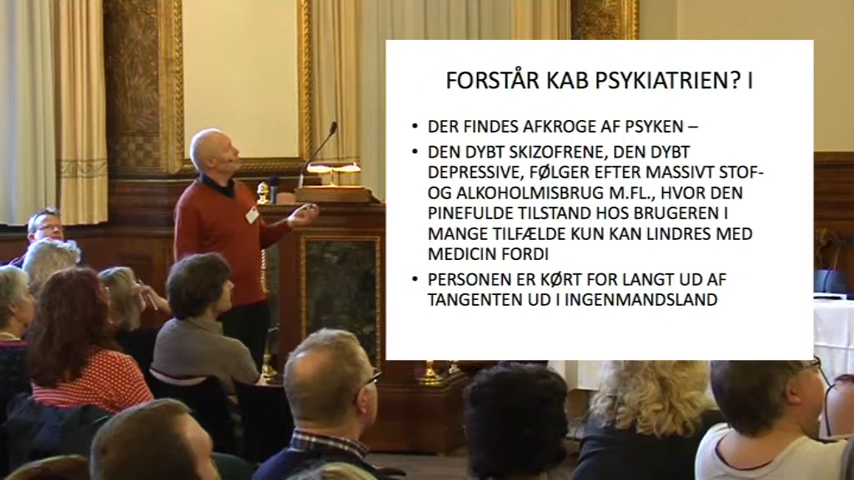 FORSTÅR KAB PSYKIATRIEN? I
• DER FINDES AFKROGE AF PSYKEN –
• DEN DYBT SKIZOFRENE, DEN DYBT
DEPRESSIVE, FØLGER EFTER MASSIVT STOF-
OG ALKOHOLMISBRUG M.FL., HVOR DEN
PINEFULDE TILSTAND HOS BRUGEREN I
MANGE TILFÆLDE KUN KAN LINDRES MED
MEDICIN FORDI
• PERSONEN ER KØRT FOR LANGT UD AF
TANGENTEN UD I INGENMANDSLAND